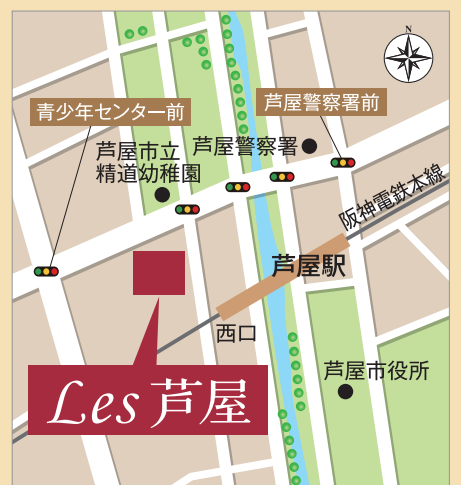 N
芦屋警察署前
青少年センター前
芦屋市立
精道幼稚園
芦屋警察署
阪神電鉄本線
芦屋駅
西口
芦屋市役所
Les 芦屋